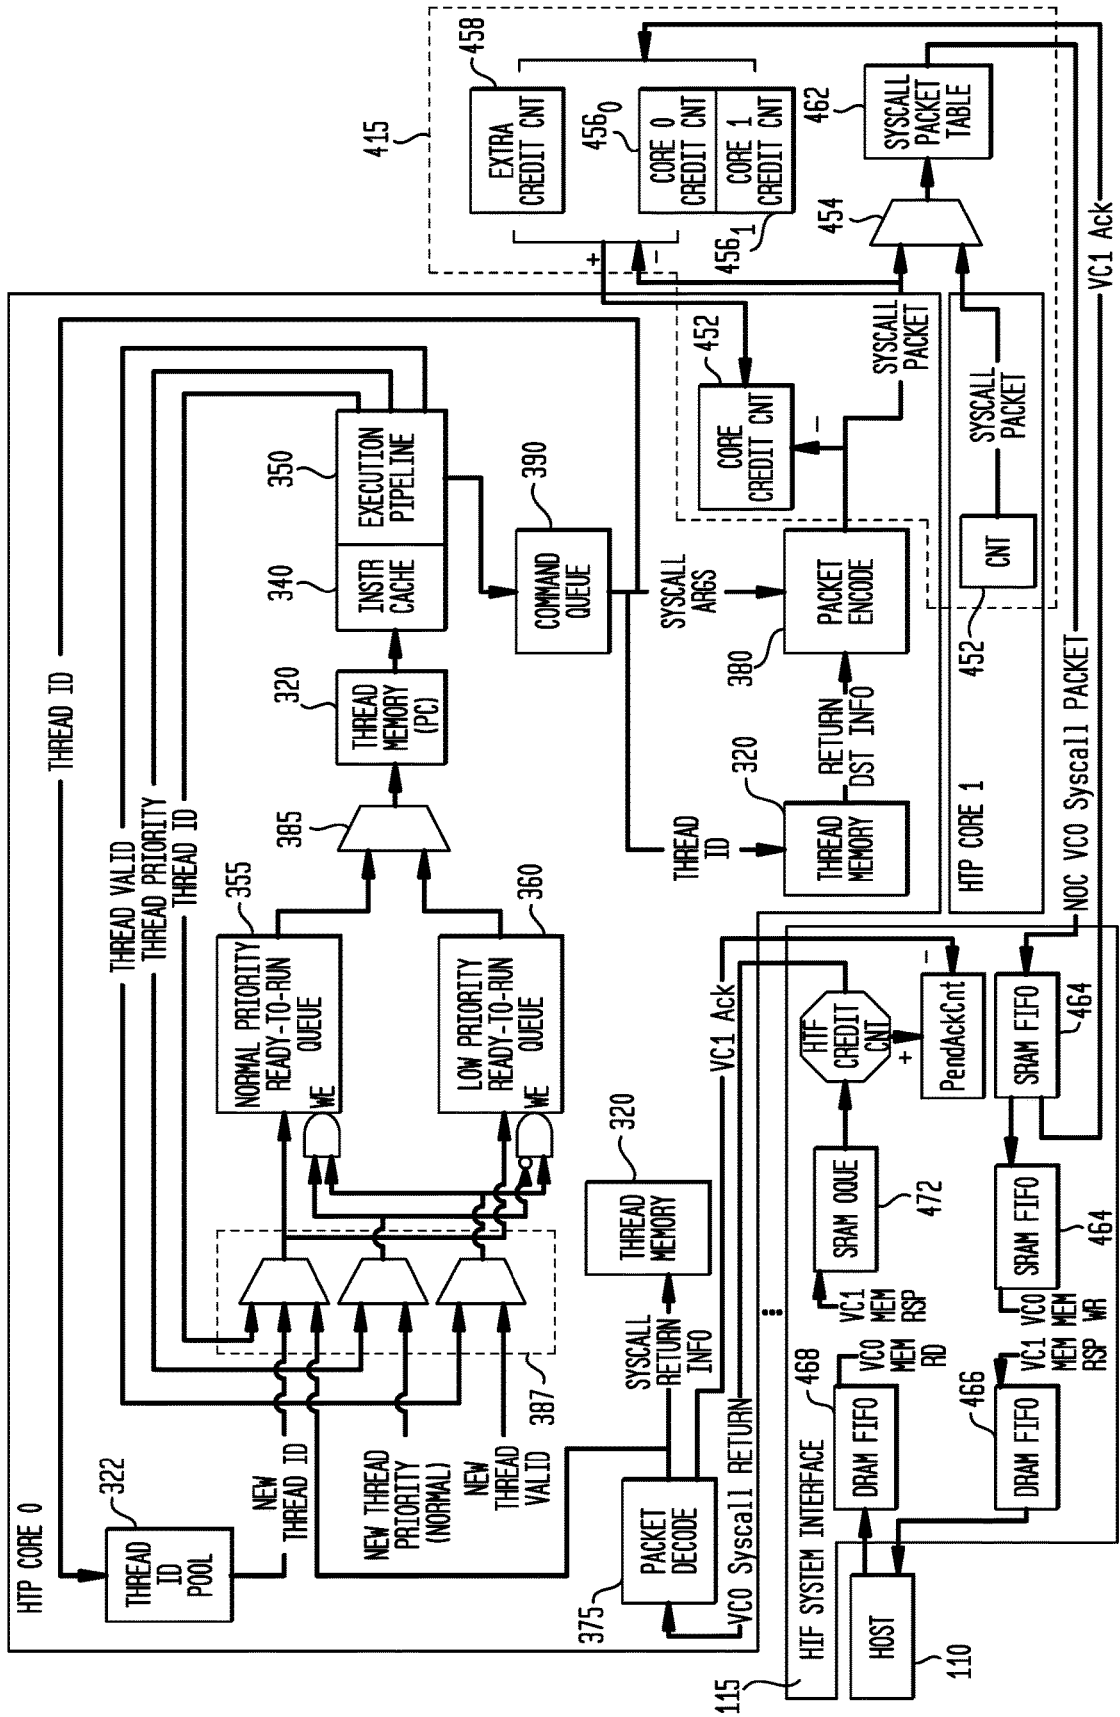 HTP CORE 0
322
THREAD
ID
POOL
THREAD ID
THREAD VALID
THREAD PRIORITY
THREAD ID
NEW
THREAD ID
NEW THREAD
PRIORITY
(NORMAL)
NEW
THREAD
VALID
387
NORMAL PRIORITY
READY-TO-RUN
QUEUE
WE
355
LOW PRIORITY
READY-TO-RUN
QUEUE
WE
360
385
THREAD
MEMORY
(PC)
320
INSTR
CACHE
340
EXECUTION
PIPELINE
350
COMMAND
QUEUE
390
375
PACKET
DECODE
SYSCALL
RETURN
INFO
THREAD
MEMORY
320
VC1 Ack
VC0 Syscall RETURN
THREAD
ID
THREAD
MEMORY
320
RETURN
DST INFO
SYSCALL
ARGS
PACKET
ENCODE
380
CORE
CREDIT CNT
452
-
+
-
SYSCALL
PACKET
415
EXTRA
CREDIT CNT
458
CORE 0
CREDIT CNT
456₀
CORE 1
CREDIT CNT
456₁
454
SYSCALL
PACKET
TABLE
462
HTP CORE 1
CNT
452
SYSCALL
PACKET
NOC VC0 Syscall PACKET
VC1 Ack
115
HIF SYSTEM INTERFACE
HOST
110
DRAM FIFO
468
VC0
MEM
RD
DRAM FIFO
466
VC1
MEM
RSP
VC0
MEM
WR
VC1
MEM
RSP
SRAM OQUE
472
HTF
CREDIT
CNT
+
-
PendAckCnt
SRAM FIFO
464
SRAM FIFO
464